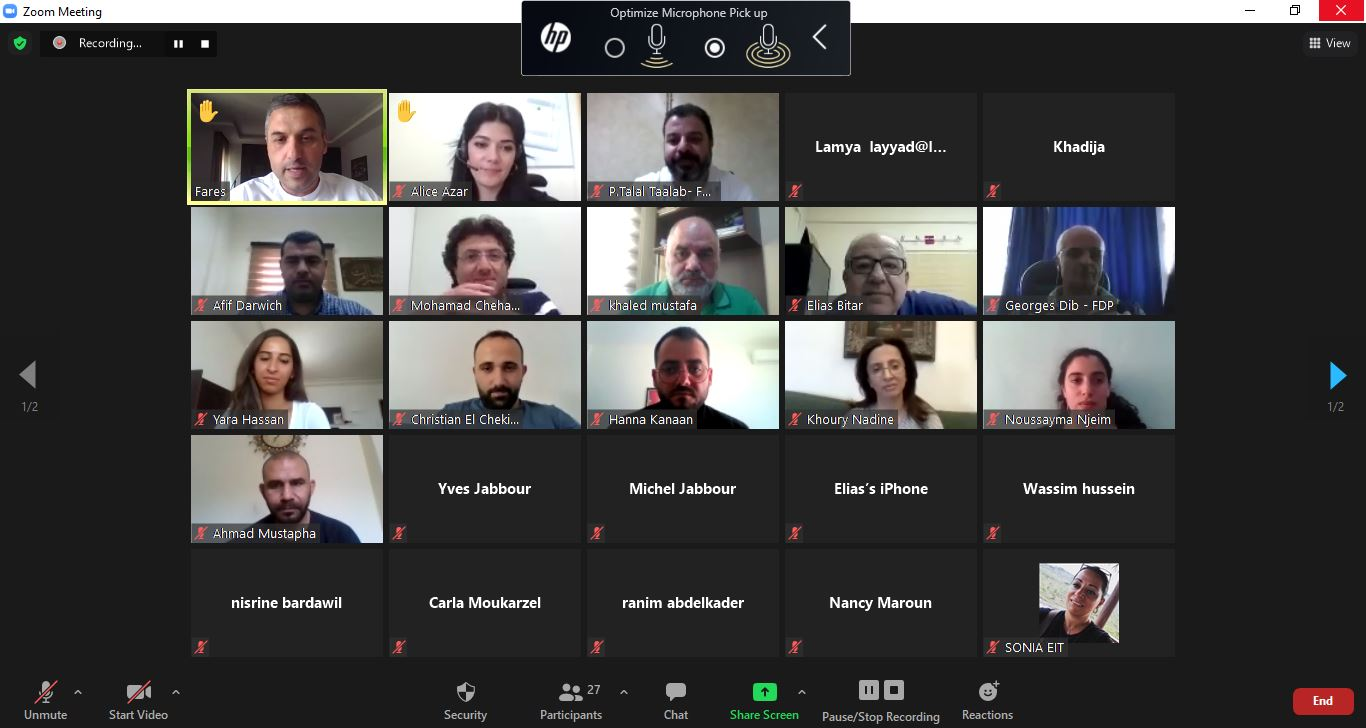 Zoom Meeting
Optimize Microphone Pick up
hp
Recording...
View
Fares
Alice Azar
P.Talal Taalab- F...
Lamya layyad@l...
Khadija
Afif Darwich
Mohamad Cheha...
khaled mustafa
Elias Bitar
Georges Dib - FDP
Yara Hassan
Christian El Cheki...
Hanna Kanaan
Khoury Nadine
Noussayma Njeim
1/2
1/2
Ahmad Mustapha
Yves Jabbour
Michel Jabbour
Elias's iPhone
Wassim hussein
nisrine bardawil
Carla Moukarzel
ranim abdelkader
Nancy Maroun
SONIA EIT
Unmute
Start Video
Security
Participants
27
Chat
Share Screen
Pause/Stop Recording
Reactions
End